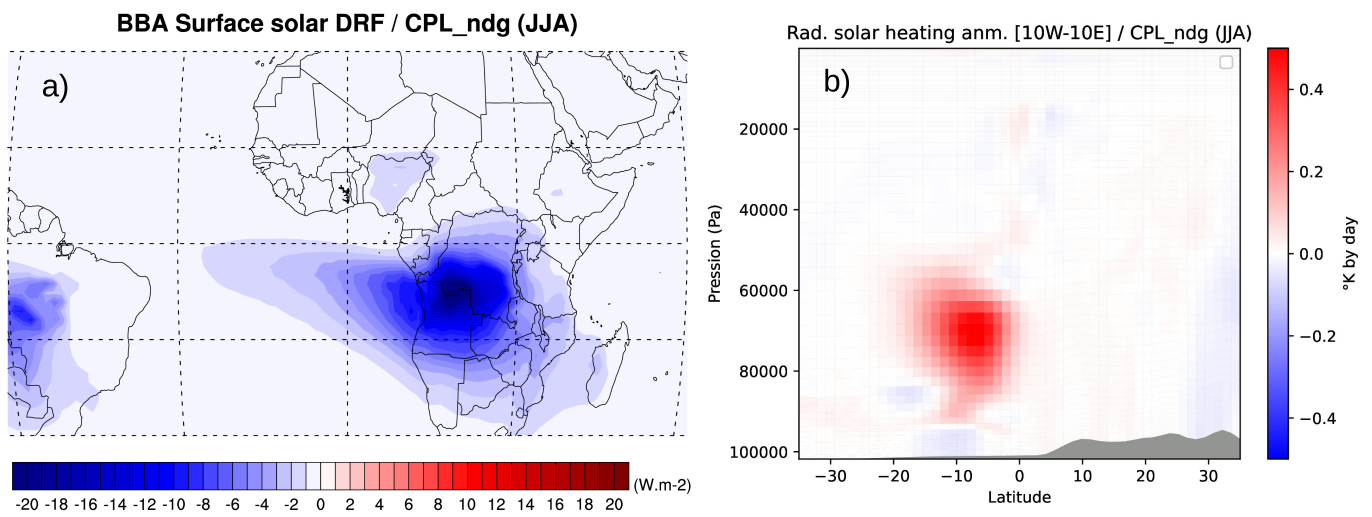 BBA Surface solar DRF / CPL_ndg (JJA)
a)
-20 -18 -16 -14 -12 -10 -8 -6 -4 -2 0 2 4 6 8 10 12 14 16 18 20
(W.m-2)
Rad. solar heating anm. [10W-10E] / CPL_ndg (JJA)
b)
Pression (Pa)
20000
40000
60000
80000
100000
−30 −20 −10 0 10 20 30
Latitude
0.4
0.2
0.0
−0.2
−0.4
°K by day